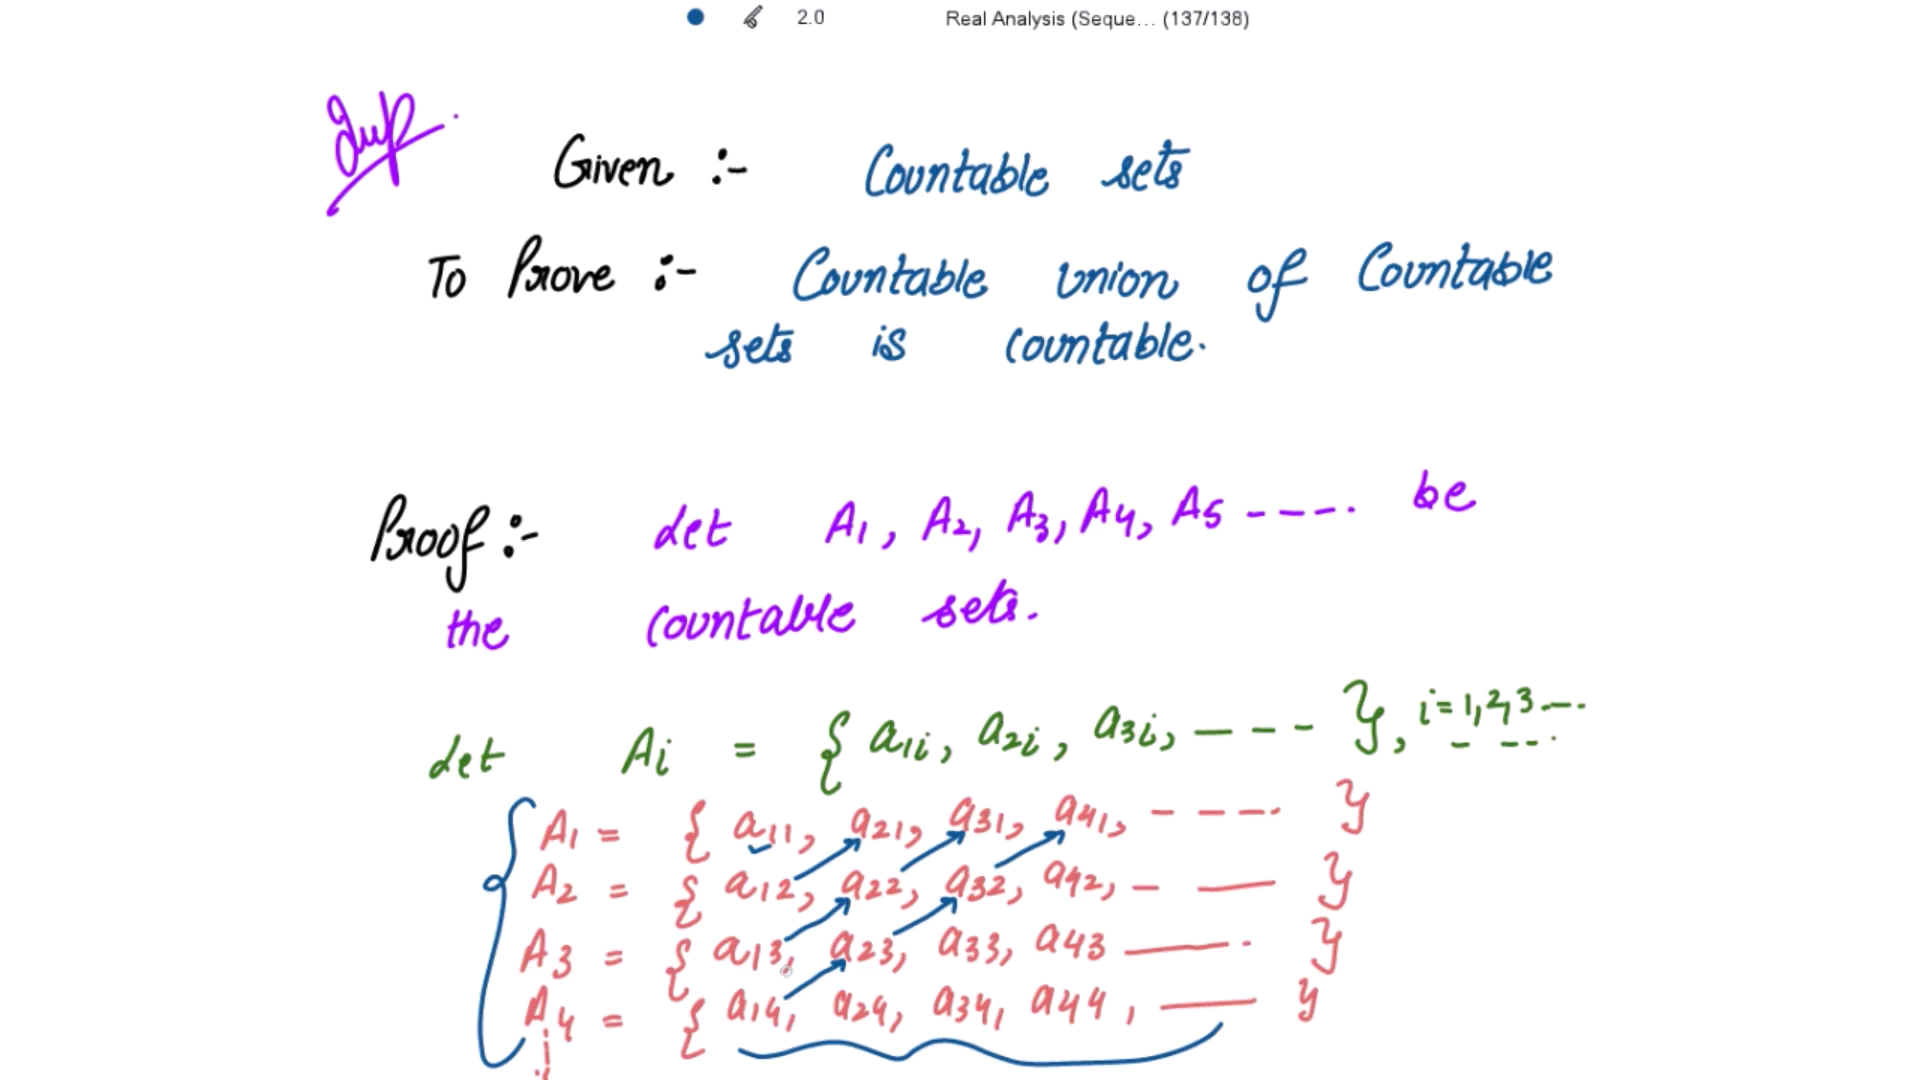 2.0 Real Analysis (Seque... (137/138)
Imp.
Given :- Countable sets
To Prove :- Countable Union of Countable
sets is countable.
Proof :- Let A1, A2, A3, A4, A5 ----. be
the countable sets.
Let Ai = { a1i, a2i, a3i, ---- }, i = 1,2,3 ---.
A1 = { a11, a21, a31, a41, ---- }
A2 = { a12, a22, a32, a42, -- }
A3 = { a13, a23, a33, a43 --- }
A4 = { a14, a24, a34, a44, -- }